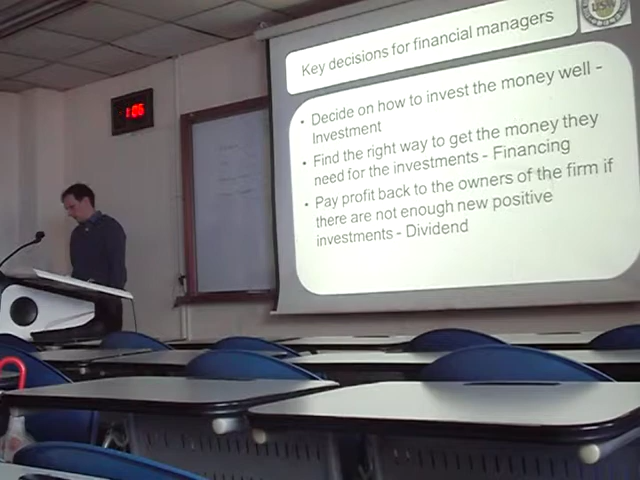 Key decisions for financial managers
• Decide on how to invest the money well -
Investment
• Find the right way to get the money they
need for the investments - Financing
• Pay profit back to the owners of the firm if
there are not enough new positive
investments - Dividend